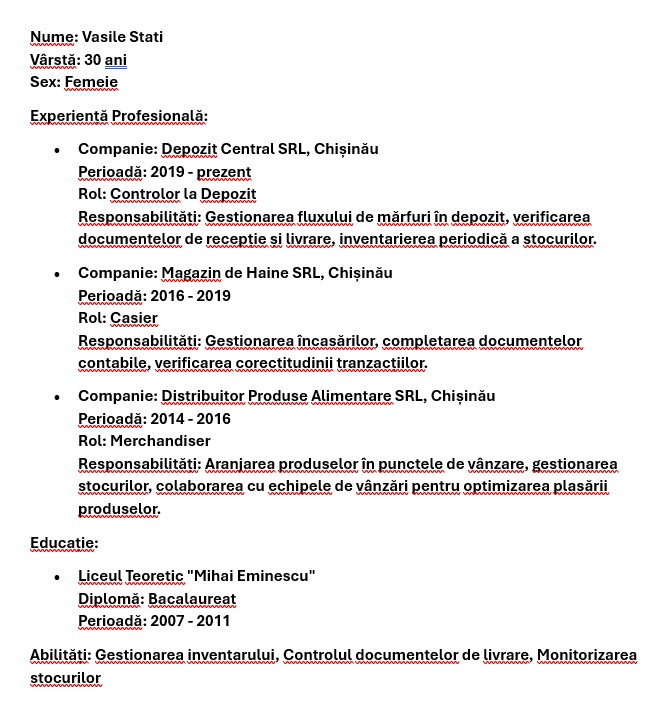 Nume: Vasile Stati
Vârstă: 30 ani
Sex: Femeie
Experiență Profesională:
• Companie: Depozit Central SRL, Chișinău
Perioadă: 2019 - prezent
Rol: Controlor la Depozit
Responsabilități: Gestionarea fluxului de mărfuri în depozit, verificarea
documentelor de recepție și livrare, inventarierea periodică a stocurilor.
• Companie: Magazin de Haine SRL, Chișinău
Perioadă: 2016 - 2019
Rol: Casier
Responsabilități: Gestionarea încasărilor, completarea documentelor
contabile, verificarea corectitudinii tranzacțiilor.
• Companie: Distribuitor Produse Alimentare SRL, Chișinău
Perioadă: 2014 - 2016
Rol: Merchandiser
Responsabilități: Aranjarea produselor în punctele de vânzare, gestionarea
stocurilor, colaborarea cu echipele de vânzări pentru optimizarea plasării
produselor.
Educație:
• Liceul Teoretic "Mihai Eminescu"
Diplomă: Bacalaureat
Perioadă: 2007 - 2011
Abilități: Gestionarea inventarului, Controlul documentelor de livrare, Monitorizarea
stocurilor